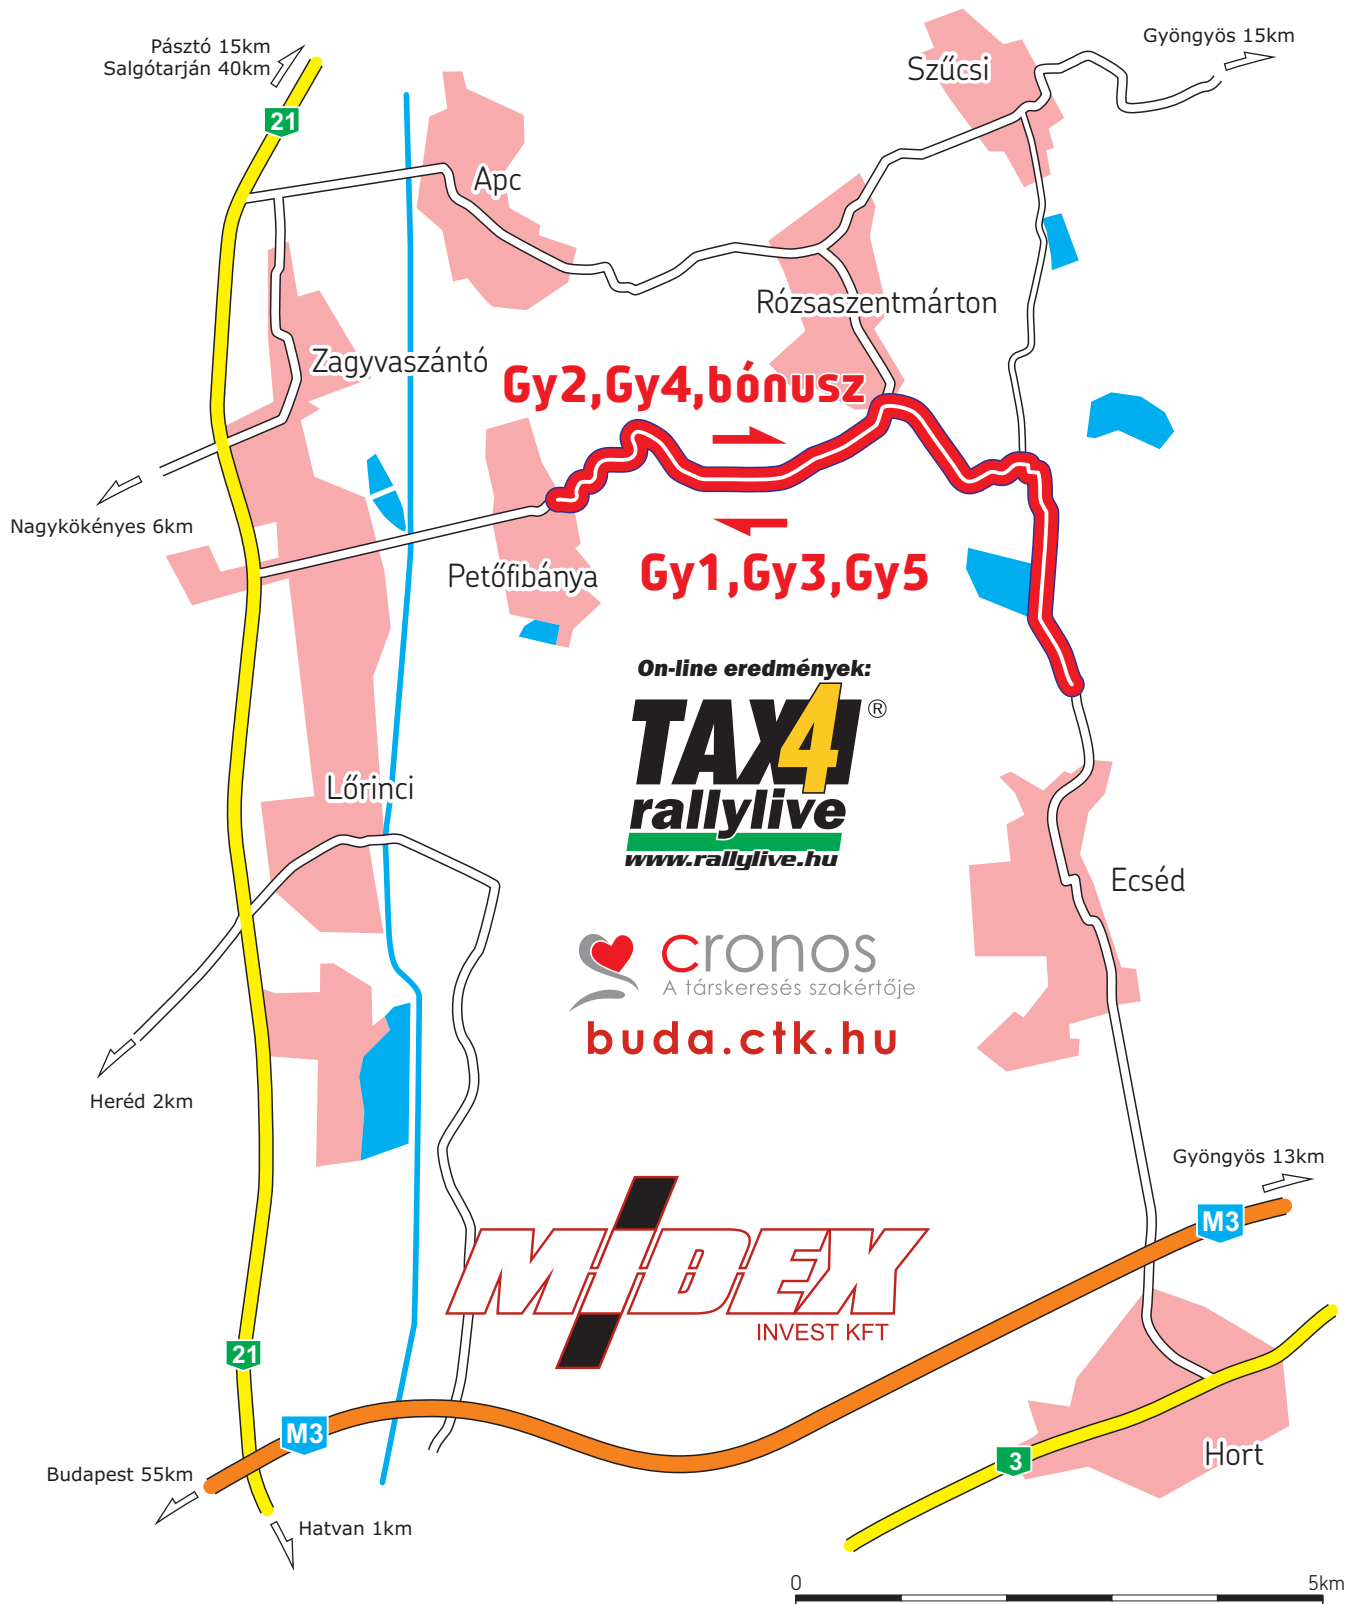 Pásztó 15km
Salgótarján 40km
Gyöngyös 15km
Szűcsi
21
Apc
Rózsaszentmárton
Zagyvaszántó
Gy2,Gy4,bónusz
Nagykökényes 6km
Petőfibánya
Gy1,Gy3,Gy5
On-line eredmények:
TAX4 ®
rallylive
www.rallylive.hu
Lőrinci
Ecséd
cronos
A társkeresés szakértője
buda.ctk.hu
Heréd 2km
Gyöngyös 13km
M3
MIDEX
INVEST KFT
21
M3
Hort
3
Budapest 55km
Hatvan 1km
0 5km